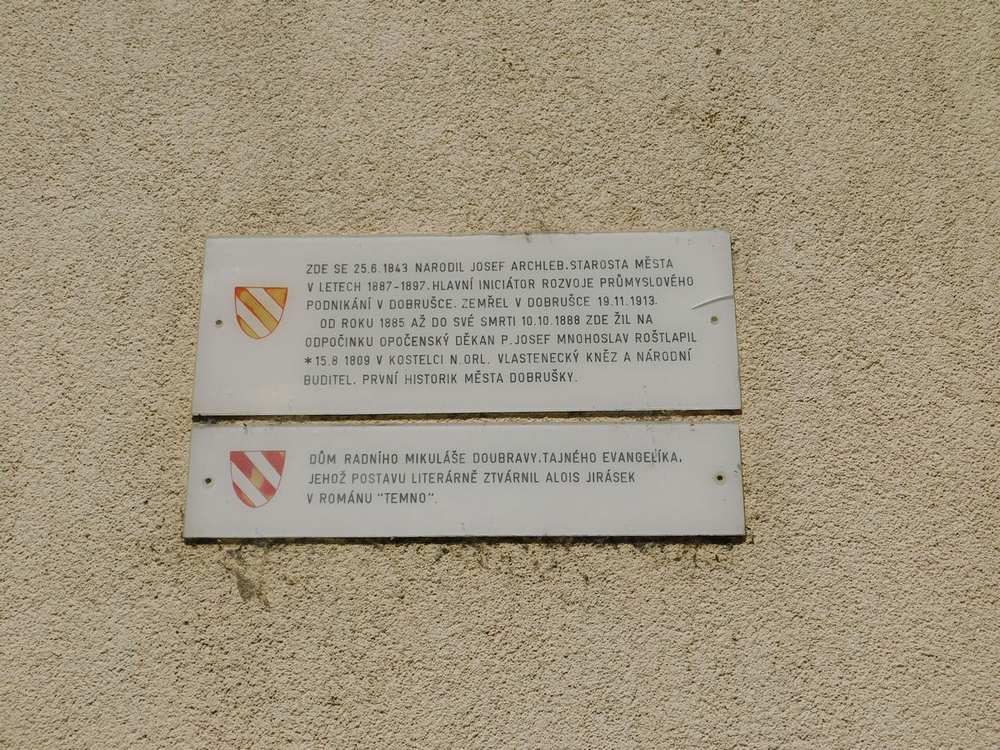 ZDE SE 25.6.1843 NARODIL JOSEF ARCHLEB.STAROSTA MĚSTA
V LETECH 1887-1897.HLAVNÍ INICIÁTOR ROZVOJE PRŮMYSLOVÉHO
PODNIKÁNÍ V DOBRUŠCE. ZEMŘEL V DOBRUŠCE 19.11.1913.
OD ROKU 1885 AŽ DO SVÉ SMRTI 10.10.1888 ZDE ŽIL NA
ODPOČINKU OPOČENSKÝ DĚKAN P.JOSEF MNOHOSLAV ROŠTLAPIL
*15.8 1809 V KOSTELCI N.ORL. VLASTENECKÝ KNĚZ A NÁRODNÍ
BUDITEL. PRVNÍ HISTORIK MĚSTA DOBRUŠKY.
DŮM RADNÍHO MIKULÁŠE DOUBRAVY.TAJNÉHO EVANGELÍKA,
JEHOŽ POSTAVU LITERÁRNĚ ZTVÁRNIL ALOIS JIRÁSEK
V ROMÁNU "TEMNO".